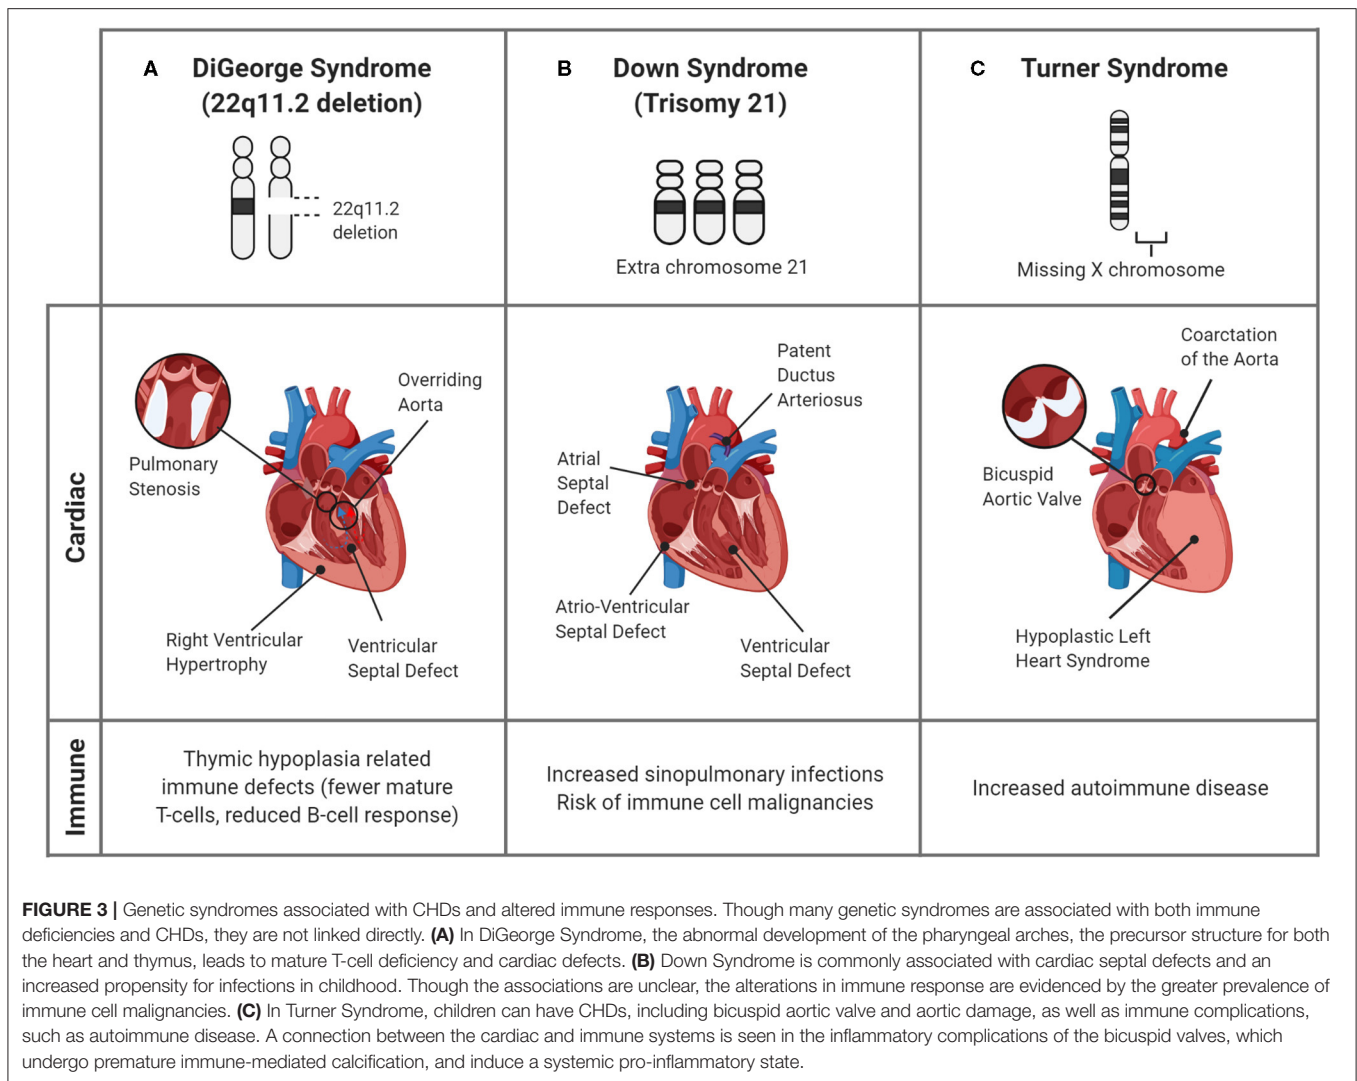 A DiGeorge Syndrome
(22q11.2 deletion)
22q11.2
deletion
B Down Syndrome
(Trisomy 21)
Extra chromosome 21
C Turner Syndrome
Missing X chromosome
Cardiac
Pulmonary
Stenosis
Overriding
Aorta
Right Ventricular
Hypertrophy
Ventricular
Septal Defect
Patent
Ductus
Arteriosus
Atrial
Septal
Defect
Atrio-Ventricular
Septal Defect
Ventricular
Septal Defect
Coarctation
of the Aorta
Bicuspid
Aortic Valve
Hypoplastic Left
Heart Syndrome
Immune
Thymic hypoplasia related
immune defects (fewer mature
T-cells, reduced B-cell response)
Increased sinopulmonary infections
Risk of immune cell malignancies
Increased autoimmune disease
FIGURE 3 | Genetic syndromes associated with CHDs and altered immune responses. Though many genetic syndromes are associated with both immune
deficiencies and CHDs, they are not linked directly. (A) In DiGeorge Syndrome, the abnormal development of the pharyngeal arches, the precursor structure for both
the heart and thymus, leads to mature T-cell deficiency and cardiac defects. (B) Down Syndrome is commonly associated with cardiac septal defects and an
increased propensity for infections in childhood. Though the associations are unclear, the alterations in immune response are evidenced by the greater prevalence of
immune cell malignancies. (C) In Turner Syndrome, children can have CHDs, including bicuspid aortic valve and aortic damage, as well as immune complications,
such as autoimmune disease. A connection between the cardiac and immune systems is seen in the inflammatory complications of the bicuspid valves, which
undergo premature immune-mediated calcification, and induce a systemic pro-inflammatory state.